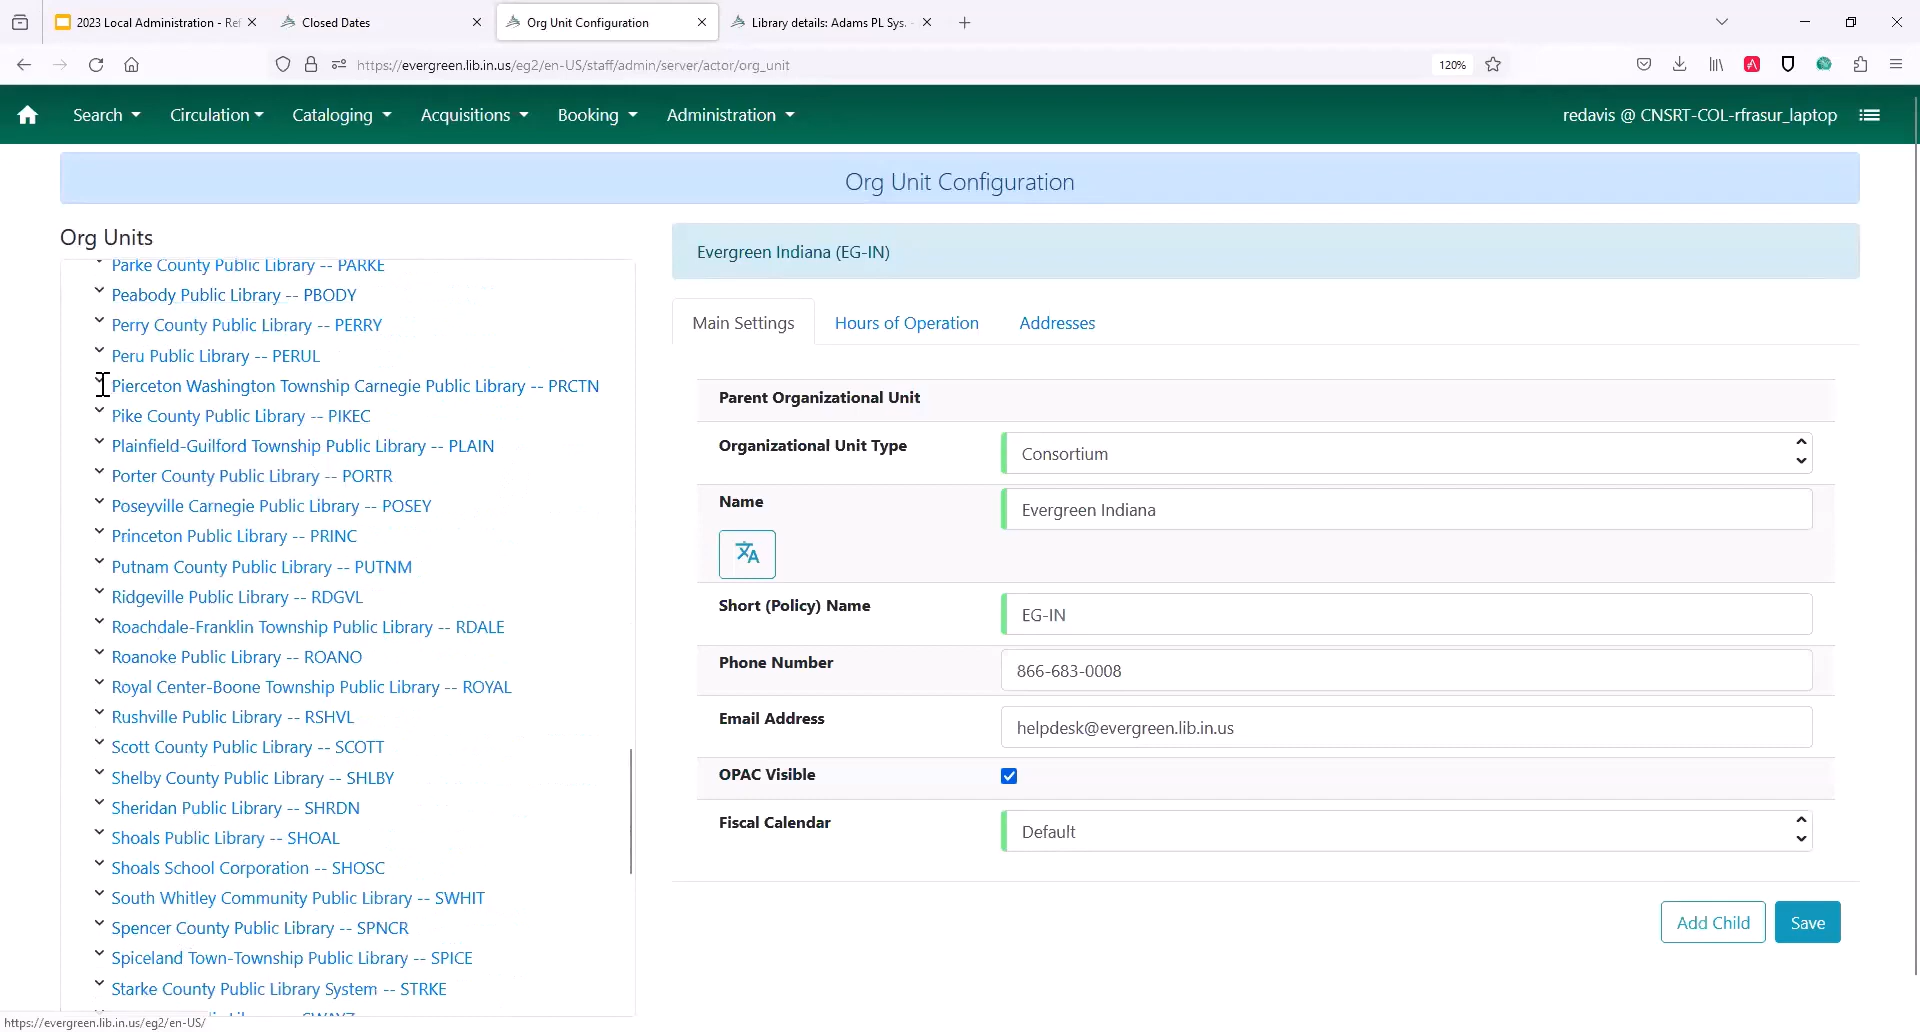 2023 Local Administration - Ref
Closed Dates
Org Unit Configuration
Library details: Adams PL Sys. -
https://evergreen.lib.in.us/eg2/en-US/staff/admin/server/actor/org_unit
120%
Search
Circulation
Cataloging
Acquisitions
Booking
Administration
redavis @ CNSRT-COL-rfrasur_laptop
Org Unit Configuration
Org Units
Parke County Public Library -- PARKE
Peabody Public Library -- PBODY
Perry County Public Library -- PERRY
Peru Public Library -- PERUL
Pierceton Washington Township Carnegie Public Library -- PRCTN
Pike County Public Library -- PIKEC
Plainfield-Guilford Township Public Library -- PLAIN
Porter County Public Library -- PORTR
Poseyville Carnegie Public Library -- POSEY
Princeton Public Library -- PRINC
Putnam County Public Library -- PUTNM
Ridgeville Public Library -- RDGVL
Roachdale-Franklin Township Public Library -- RDALE
Roanoke Public Library -- ROANO
Royal Center-Boone Township Public Library -- ROYAL
Rushville Public Library -- RSHVL
Scott County Public Library -- SCOTT
Shelby County Public Library -- SHLBY
Sheridan Public Library -- SHRDN
Shoals Public Library -- SHOAL
Shoals School Corporation -- SHOSC
South Whitley Community Public Library -- SWHIT
Spencer County Public Library -- SPNCR
Spiceland Town-Township Public Library -- SPICE
Starke County Public Library System -- STRKE
Evergreen Indiana (EG-IN)
Main Settings
Hours of Operation
Addresses
Parent Organizational Unit
Organizational Unit Type
Consortium
Name
Evergreen Indiana
Short (Policy) Name
EG-IN
Phone Number
866-683-0008
Email Address
helpdesk@evergreen.lib.in.us
OPAC Visible
Fiscal Calendar
Default
Add Child
Save
https://evergreen.lib.in.us/eg2/en-US/